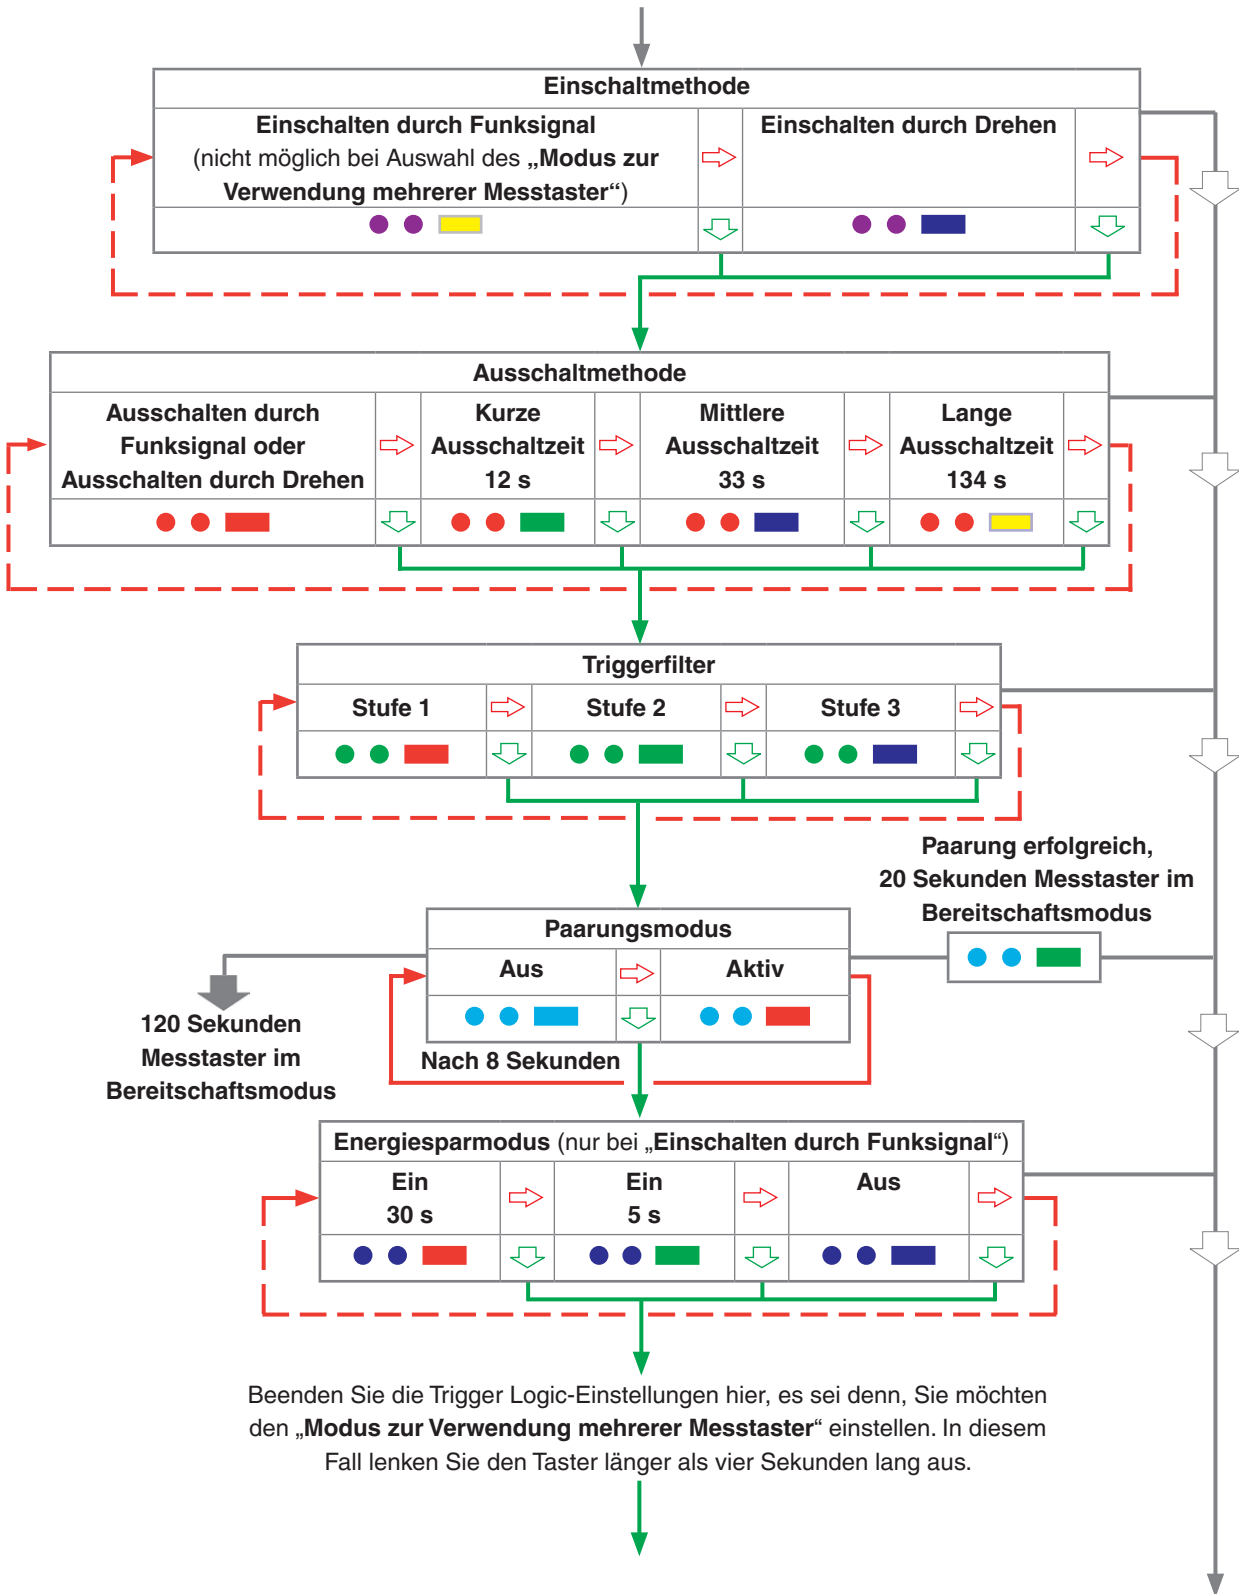 Einschaltmethode
Einschalten durch Funksignal
(nicht möglich bei Auswahl des „Modus zur
Verwendung mehrerer Messtaster“)
Einschalten durch Drehen
Ausschaltmethode
Ausschalten durch
Funksignal oder
Ausschalten durch Drehen
Kurze
Ausschaltzeit
12 s
Mittlere
Ausschaltzeit
33 s
Lange
Ausschaltzeit
134 s
Triggerfilter
Stufe 1
Stufe 2
Stufe 3
Paarung erfolgreich,
20 Sekunden Messtaster im
Bereitschaftsmodus
Paarungsmodus
Aus
Aktiv
120 Sekunden
Messtaster im
Bereitschaftsmodus
Nach 8 Sekunden
Energiesparmodus (nur bei „Einschalten durch Funksignal“)
Ein
30 s
Ein
5 s
Aus
Beenden Sie die Trigger Logic-Einstellungen hier, es sei denn, Sie möchten
den „Modus zur Verwendung mehrerer Messtaster“ einstellen. In diesem
Fall lenken Sie den Taster länger als vier Sekunden lang aus.